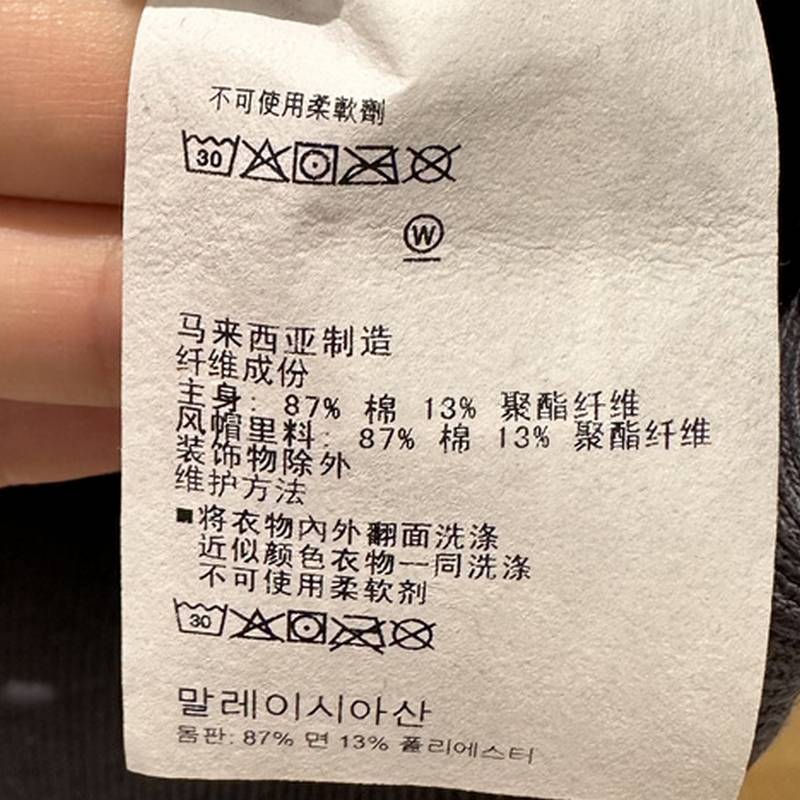 不可使用柔軟劑
30
W
马来西亚制造
纤维成份
主身: 87% 棉 13% 聚酯纤维
风帽里料: 87% 棉 13% 聚酯纤维
装饰物除外
维护方法
■将衣物內外翻面洗涤
近似颜色衣物一同洗涤
不可使用柔软剂
30
말레이시아산
몸판: 87% 면 13% 폴리에스터